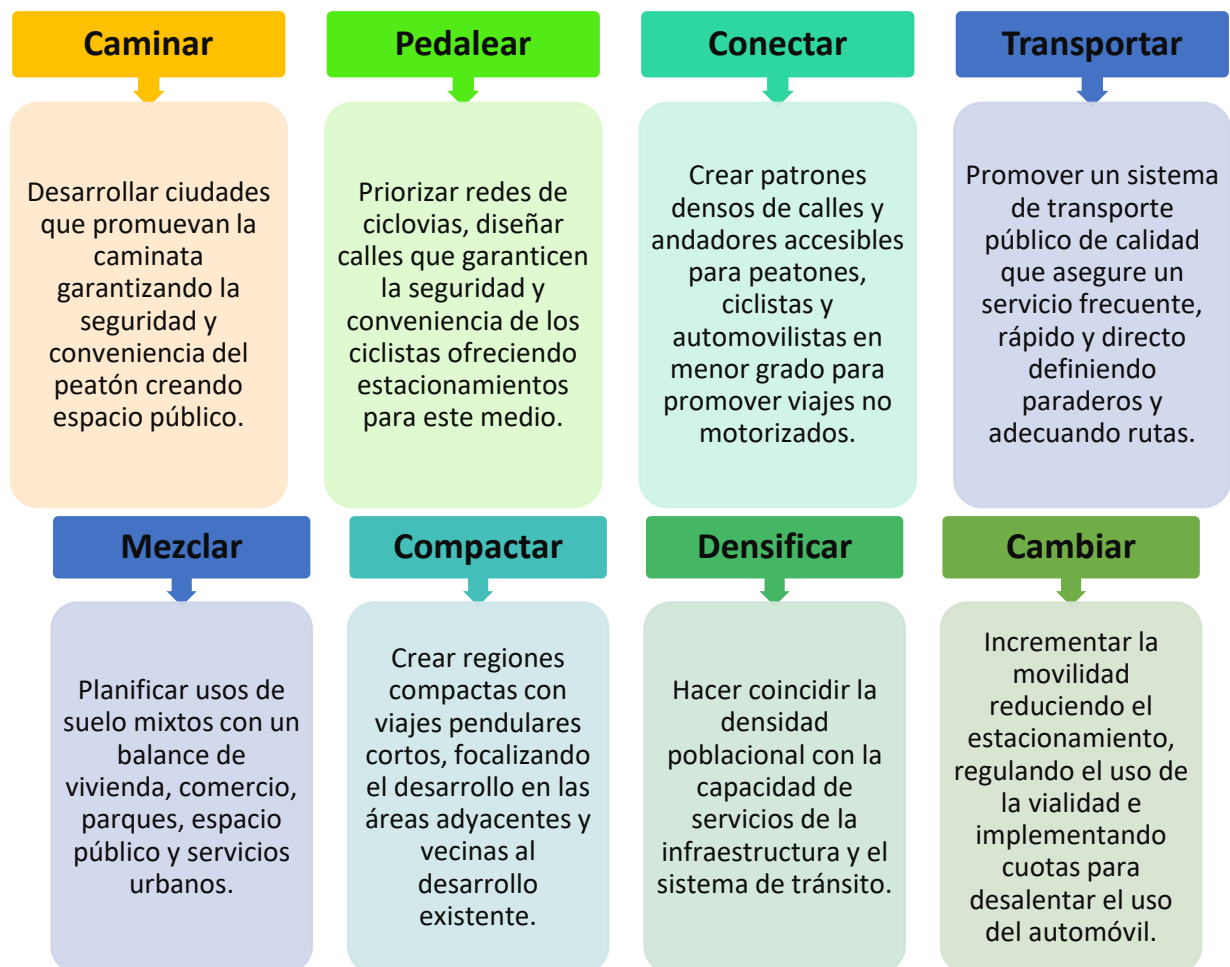 Caminar
Desarrollar ciudades
que promuevan la
caminata
garantizando la
seguridad y
conveniencia del
peatón creando
espacio público.
Pedalear
Priorizar redes de
ciclovias, diseñar
calles que garanticen
la seguridad y
conveniencia de los
ciclistas ofreciendo
estacionamientos
para este medio.
Conectar
Crear patrones
densos de calles y
andadores accesibles
para peatones,
ciclistas y
automovilistas en
menor grado para
promover viajes no
motorizados.
Transportar
Promover un sistema
de transporte
público de calidad
que asegure un
servicio frecuente,
rápido y directo
definiendo
paraderos y
adecuando rutas.
Mezclar
Planificar usos de
suelo mixtos con un
balance de
vivienda, comercio,
parques, espacio
público y servicios
urbanos.
Compactar
Crear regiones
compactas con
viajes pendulares
cortos, focalizando
el desarrollo en las
áreas adyacentes y
vecinas al
desarrollo
existente.
Densificar
Hacer coincidir la
densidad
poblacional con la
capacidad de
servicios de la
infraestructura y el
sistema de tránsito.
Cambiar
Incrementar la
movilidad
reduciendo el
estacionamiento,
regulando el uso de
la vialidad e
implementando
cuotas para
desalentar el uso
del automóvil.